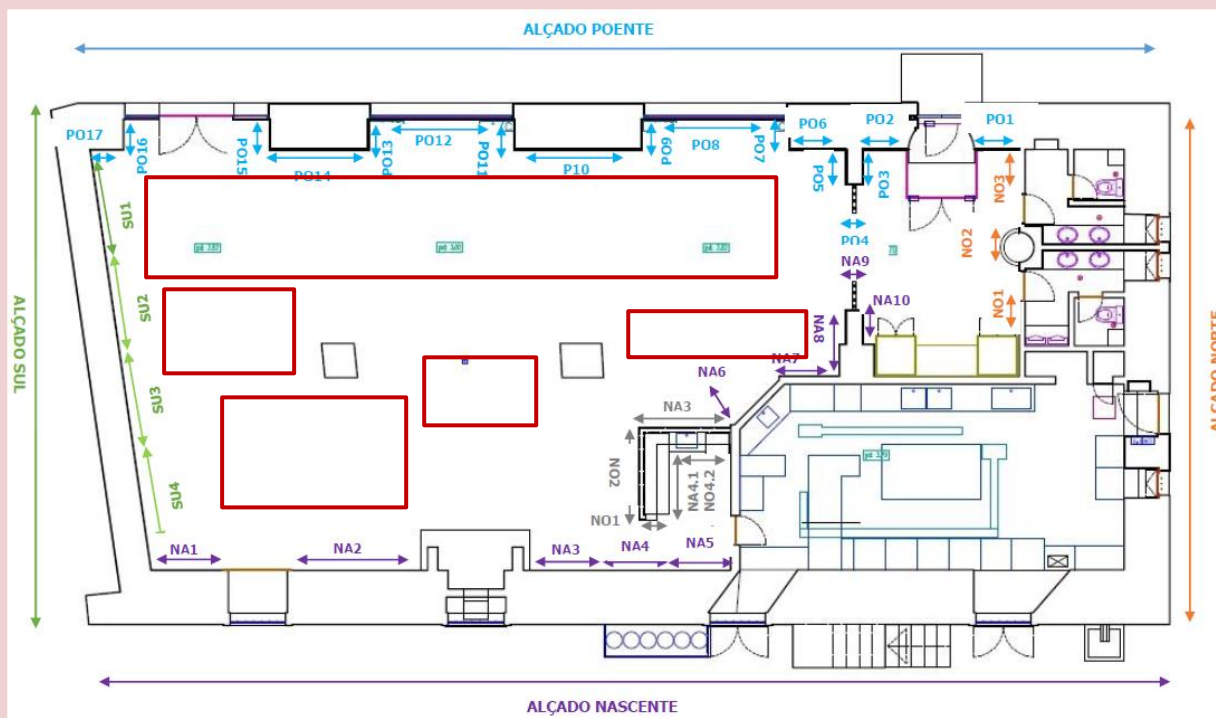 ALÇADO POENTE
PO17
PO16
PO15
PO14
PO13
PO12
PO11
P10
PO9
PO8
PO7
PO6
PO5
PO2
PO3
PO1
NO3
PO4
NO2
NA9
NA10
NO1
NA8
NA7
NA6
SU1
SU2
SU3
SU4
ALÇADO SUL
ALÇADO NORTE
NA3
NO2
NA4.1
NO4.2
NO1
NA1
NA2
NA3
NA4
NA5
ALÇADO NASCENTE